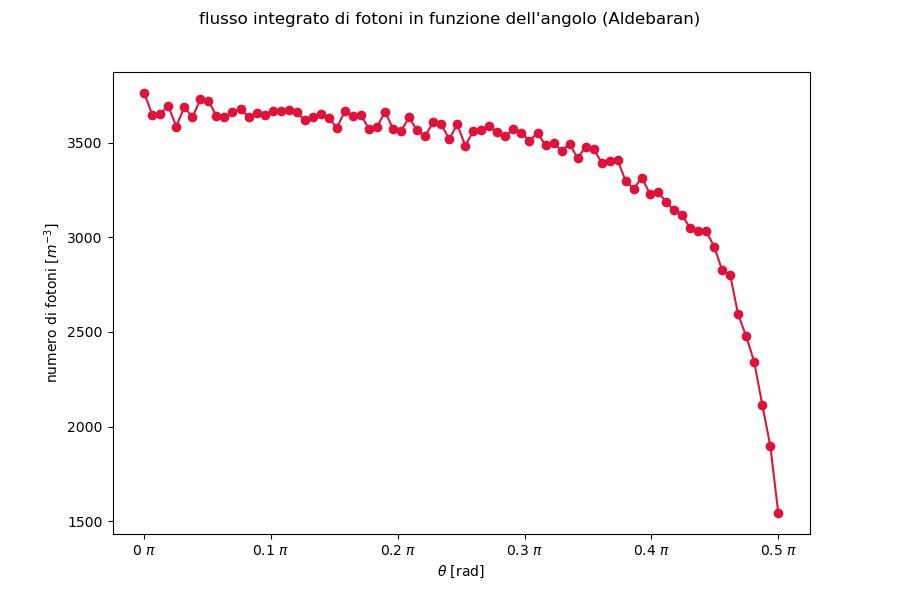 flusso integrato di fotoni in funzione dell'angolo (Aldebaran)
numero di fotoni [$m^{-3}$]
3500
3000
2500
2000
1500
0 π
0.1 π
0.2 π
0.3 π
0.4 π
0.5 π
θ [rad]